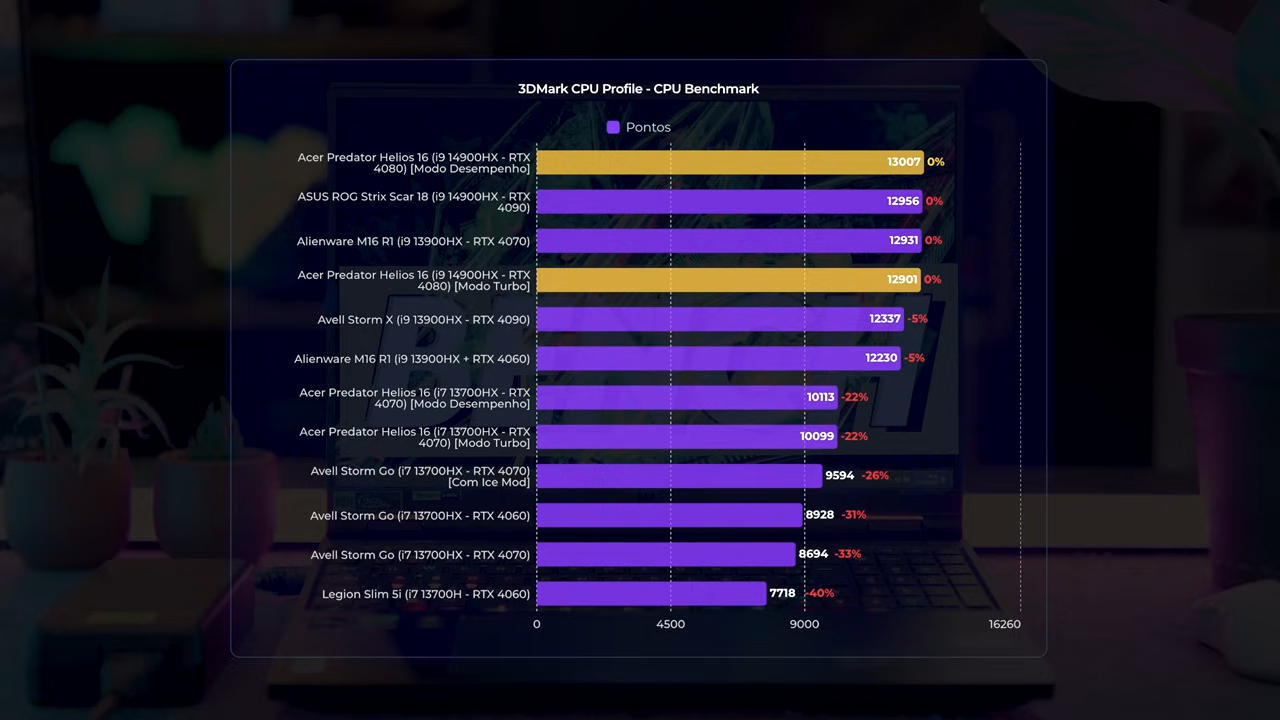 3DMark CPU Profile - CPU Benchmark
Pontos
Acer Predator Helios 16 (i9 14900HX - RTX
4080) [Modo Desempenho]
13007 0%
ASUS ROG Strix Scar 18 (i9 14900HX - RTX
4090)
12956 0%
Alienware M16 R1 (i9 13900HX - RTX 4070)
12931 0%
Acer Predator Helios 16 (i9 14900HX - RTX
4080) [Modo Turbo]
12901 0%
Avell Storm X (i9 13900HX - RTX 4090)
12337 -5%
Alienware M16 R1 (i9 13900HX + RTX 4060)
12230 -5%
Acer Predator Helios 16 (i7 13700HX - RTX
4070) [Modo Desempenho]
10113 -22%
Acer Predator Helios 16 (i7 13700HX - RTX
4070) [Modo Turbo]
10099 -22%
Avell Storm Go (i7 13700HX - RTX 4070)
[Com Ice Mod]
9594 -26%
Avell Storm Go (i7 13700HX - RTX 4060)
8928 -31%
Avell Storm Go (i7 13700HX - RTX 4070)
8694 -33%
Legion Slim 5i (i7 13700H - RTX 4060)
7718 -40%
0 4500 9000 16260